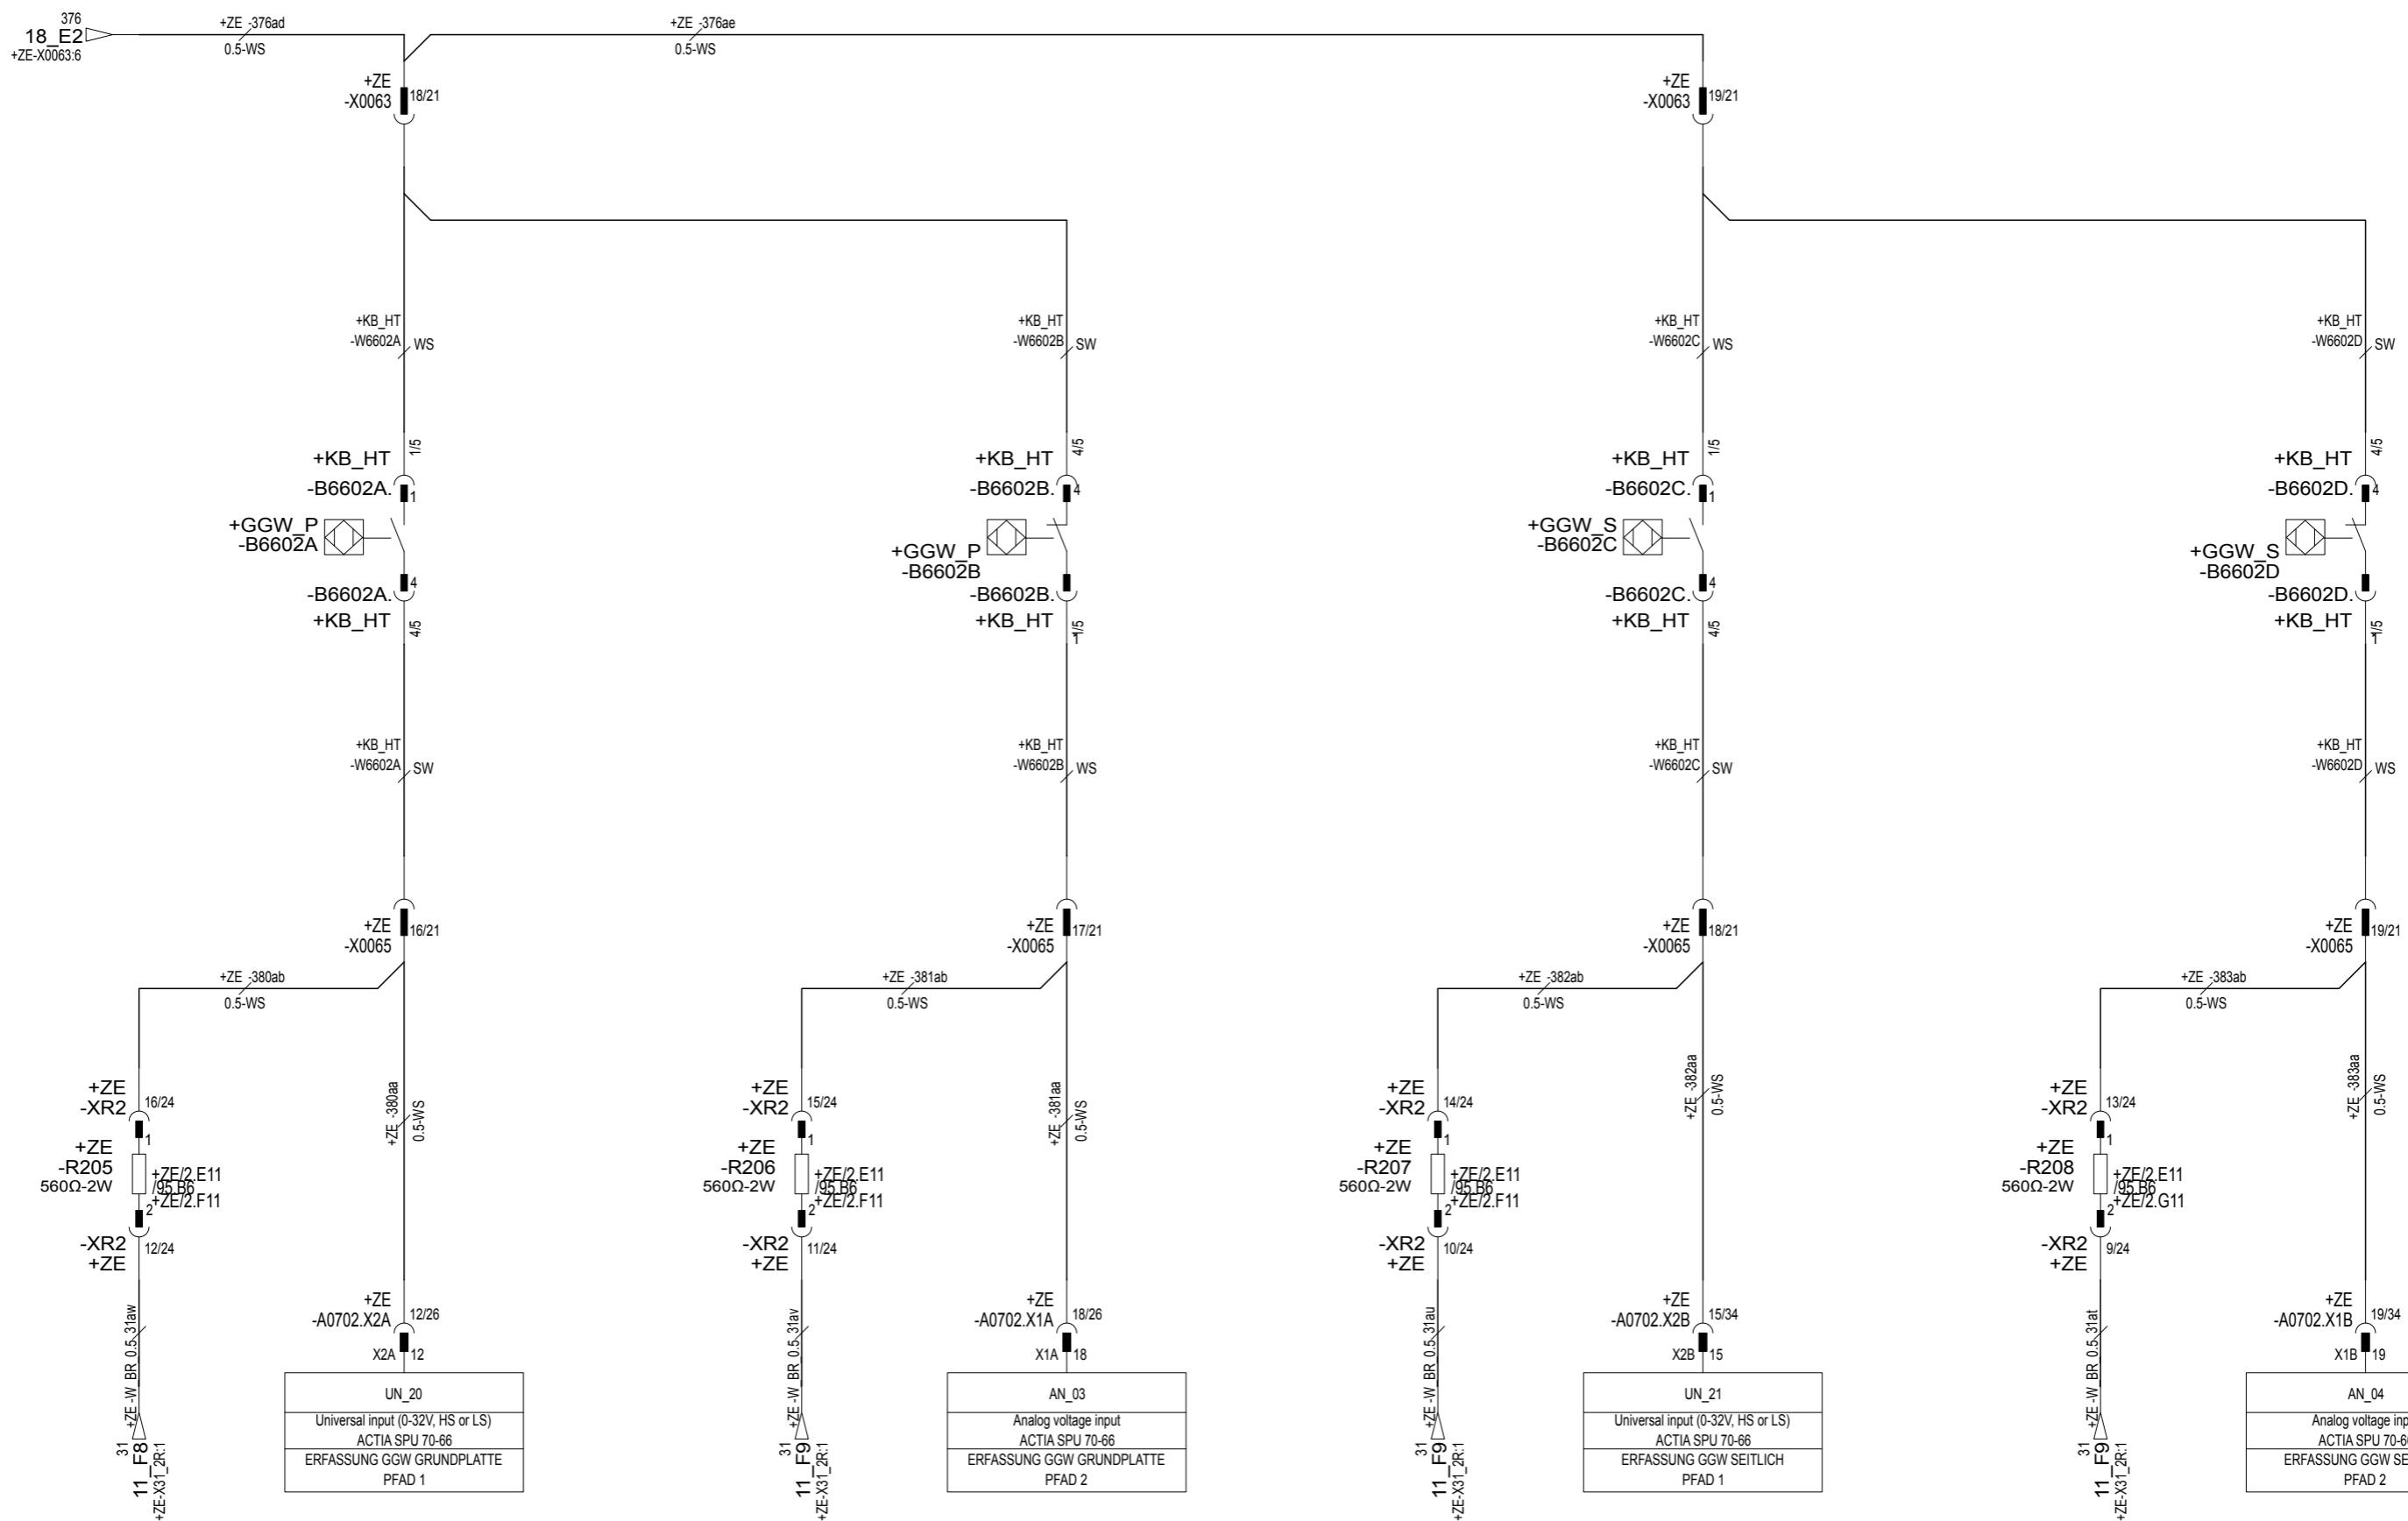 376
18_E2
+ZE-X0063:6
+ZE -376ad
0.5-WS
+ZE -376ae
0.5-WS
+ZE
-X0063
18/21
+ZE
-X0063
19/21
+KB_HT
-W6602A
WS
+KB_HT
-W6602B
SW
+KB_HT
-W6602C
WS
+KB_HT
-W6602D
SW
1/5
+KB_HT
-B6602A.
1
+GGW_P
-B6602A
4
-B6602A.
+KB_HT
4/5
4/5
+KB_HT
-B6602B.
4
+GGW_P
-B6602B
-B6602B.
+KB_HT
1/5
1
1/5
+KB_HT
-B6602C.
1
+GGW_S
-B6602C
4
-B6602C.
+KB_HT
4/5
4/5
+KB_HT
-B6602D.
4
+GGW_S
-B6602D
-B6602D.
+KB_HT
1/5
1
+KB_HT
-W6602A
SW
+KB_HT
-W6602B
WS
+KB_HT
-W6602C
SW
+KB_HT
-W6602D
WS
+ZE
-X0065
16/21
+ZE
-X0065
17/21
+ZE
-X0065
18/21
+ZE
-X0065
19/21
+ZE -380ab
0.5-WS
+ZE -381ab
0.5-WS
+ZE -382ab
0.5-WS
+ZE -383ab
0.5-WS
+ZE
-XR2
16/24
1
+ZE
-R205
560Ω-2W
+ZE/2.E11
/95.B6
+ZE/2.F11
2
-XR2
+ZE
12/24
+ZE -380aa
0.5-WS
+ZE
-XR2
15/24
1
+ZE
-R206
560Ω-2W
+ZE/2.E11
/95.B6
+ZE/2.F11
2
-XR2
+ZE
11/24
+ZE -381aa
0.5-WS
+ZE
-XR2
14/24
1
+ZE
-R207
560Ω-2W
+ZE/2.E11
/95.B6
+ZE/2.F11
2
-XR2
+ZE
10/24
+ZE -382aa
0.5-WS
+ZE
-XR2
13/24
1
+ZE
-R208
560Ω-2W
+ZE/2.E11
/95.B6
+ZE/2.G11
2
-XR2
+ZE
9/24
+ZE -383aa
0.5-WS
+ZE -W_BR_0.5_31aw
31
11_F8
+ZE-X31_2R:1
+ZE
-A0702.X2A
12/26
X2A
12
UN_20
Universal input (0-32V, HS or LS)
ACTIA SPU 70-66
ERFASSUNG GGW GRUNDPLATTE
PFAD 1
+ZE -W_BR_0.5_31av
31
11_F9
+ZE-X31_2R:1
+ZE
-A0702.X1A
18/26
X1A
18
AN_03
Analog voltage input
ACTIA SPU 70-66
ERFASSUNG GGW GRUNDPLATTE
PFAD 2
+ZE -W_BR_0.5_31au
31
11_F9
+ZE-X31_2R:1
+ZE
-A0702.X2B
15/34
X2B
15
UN_21
Universal input (0-32V, HS or LS)
ACTIA SPU 70-66
ERFASSUNG GGW SEITLICH
PFAD 1
+ZE -W_BR_0.5_31at
31
11_F9
+ZE-X31_2R:1
+ZE
-A0702.X1B
19/34
X1B
19
AN_04
Analog voltage inp
ACTIA SPU 70-6
ERFASSUNG GGW SE
PFAD 2